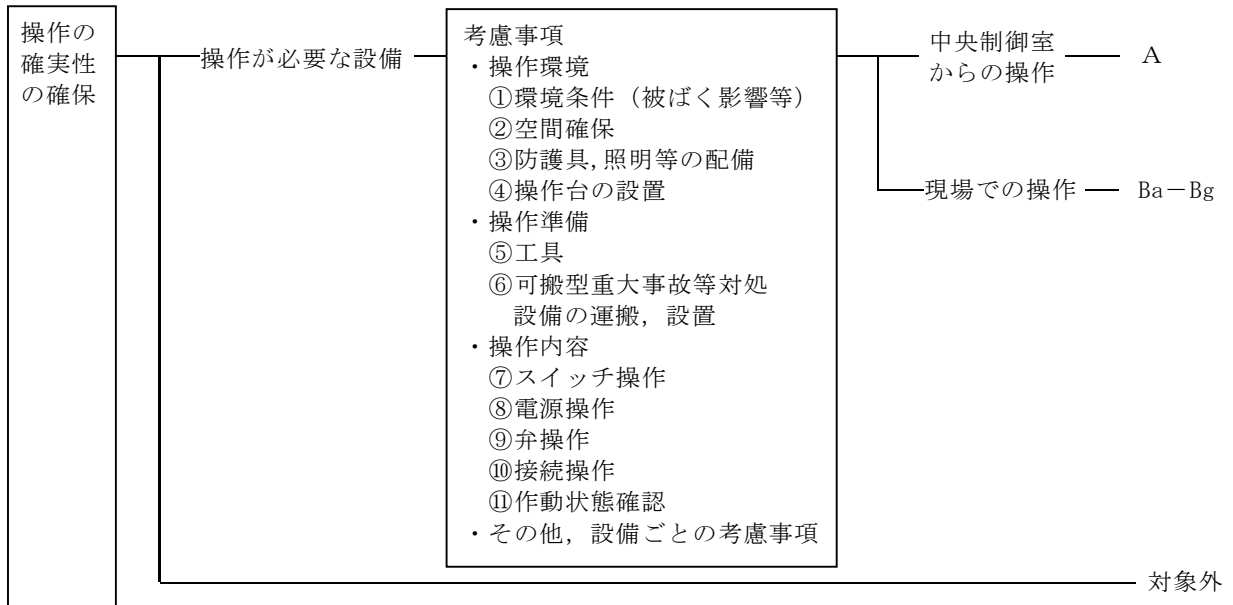 操作の
確実性
の確保
操作が必要な設備
考慮事項
・操作環境
①環境条件（被ばく影響等）
②空間確保
③防護具,照明等の配備
④操作台の設置
・操作準備
⑤工具
⑥可搬型重大事故等対処
設備の運搬，設置
・操作内容
⑦スイッチ操作
⑧電源操作
⑨弁操作
⑩接続操作
⑪作動状態確認
・その他，設備ごとの考慮事項
中央制御室
からの操作
A
現場での操作
Ba－Bg
対象外